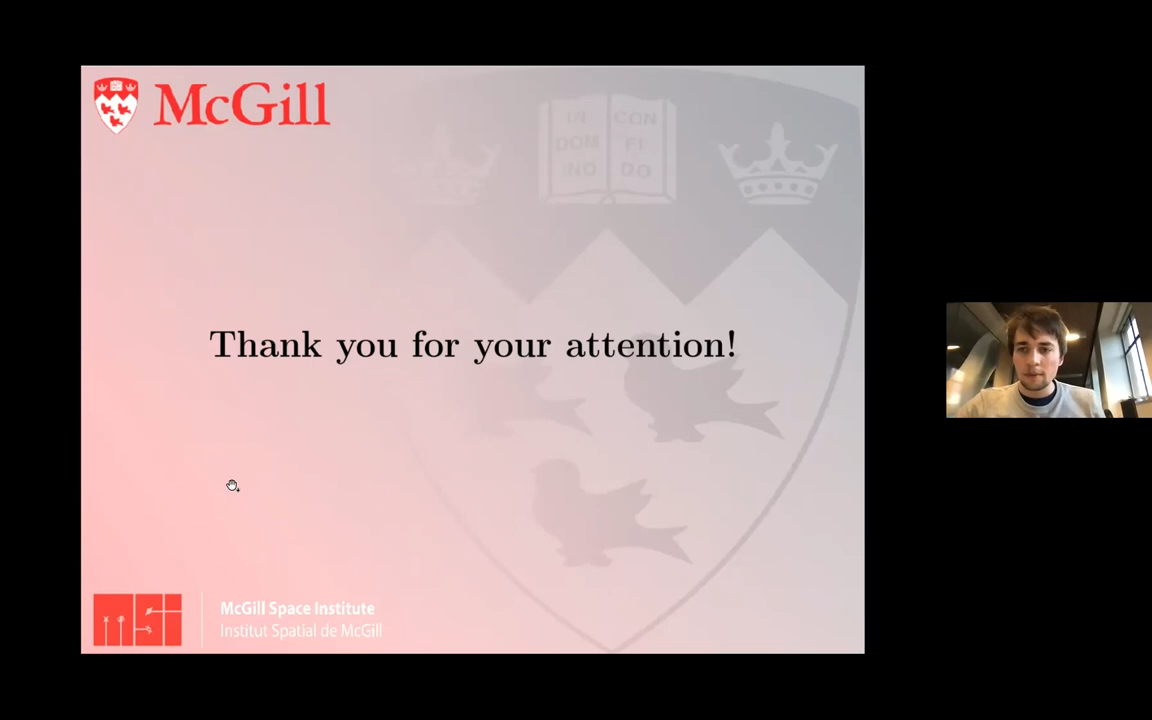 McGill
IN CON
DOM FI
INO DO
Thank you for your attention!
McGill Space Institute
Institut Spatial de McGill